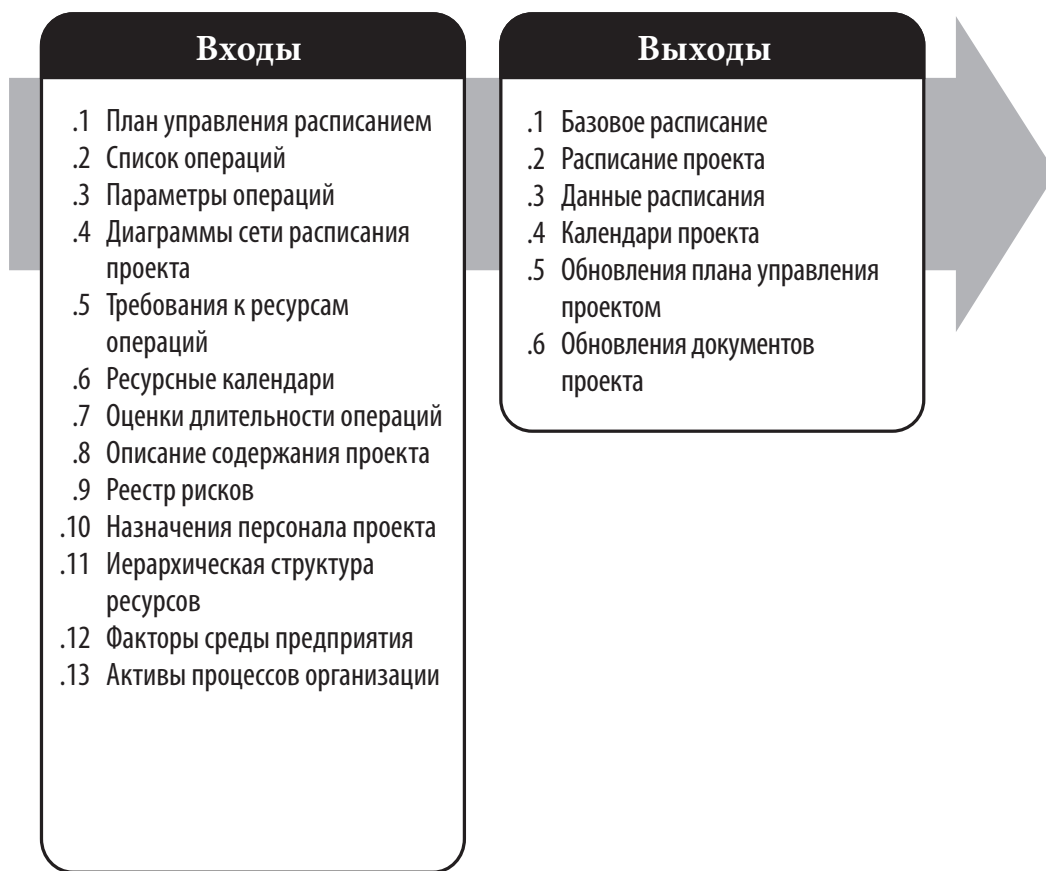 Входы
.1 План управления расписанием
.2 Список операций
.3 Параметры операций
.4 Диаграммы сети расписания
проекта
.5 Требования к ресурсам
операций
.6 Ресурсные календари
.7 Оценки длительности операций
.8 Описание содержания проекта
.9 Реестр рисков
.10 Назначения персонала проекта
.11 Иерархическая структура
ресурсов
.12 Факторы среды предприятия
.13 Активы процессов организации
Выходы
.1 Базовое расписание
.2 Расписание проекта
.3 Данные расписания
.4 Календари проекта
.5 Обновления плана управления
проектом
.6 Обновления документов
проекта